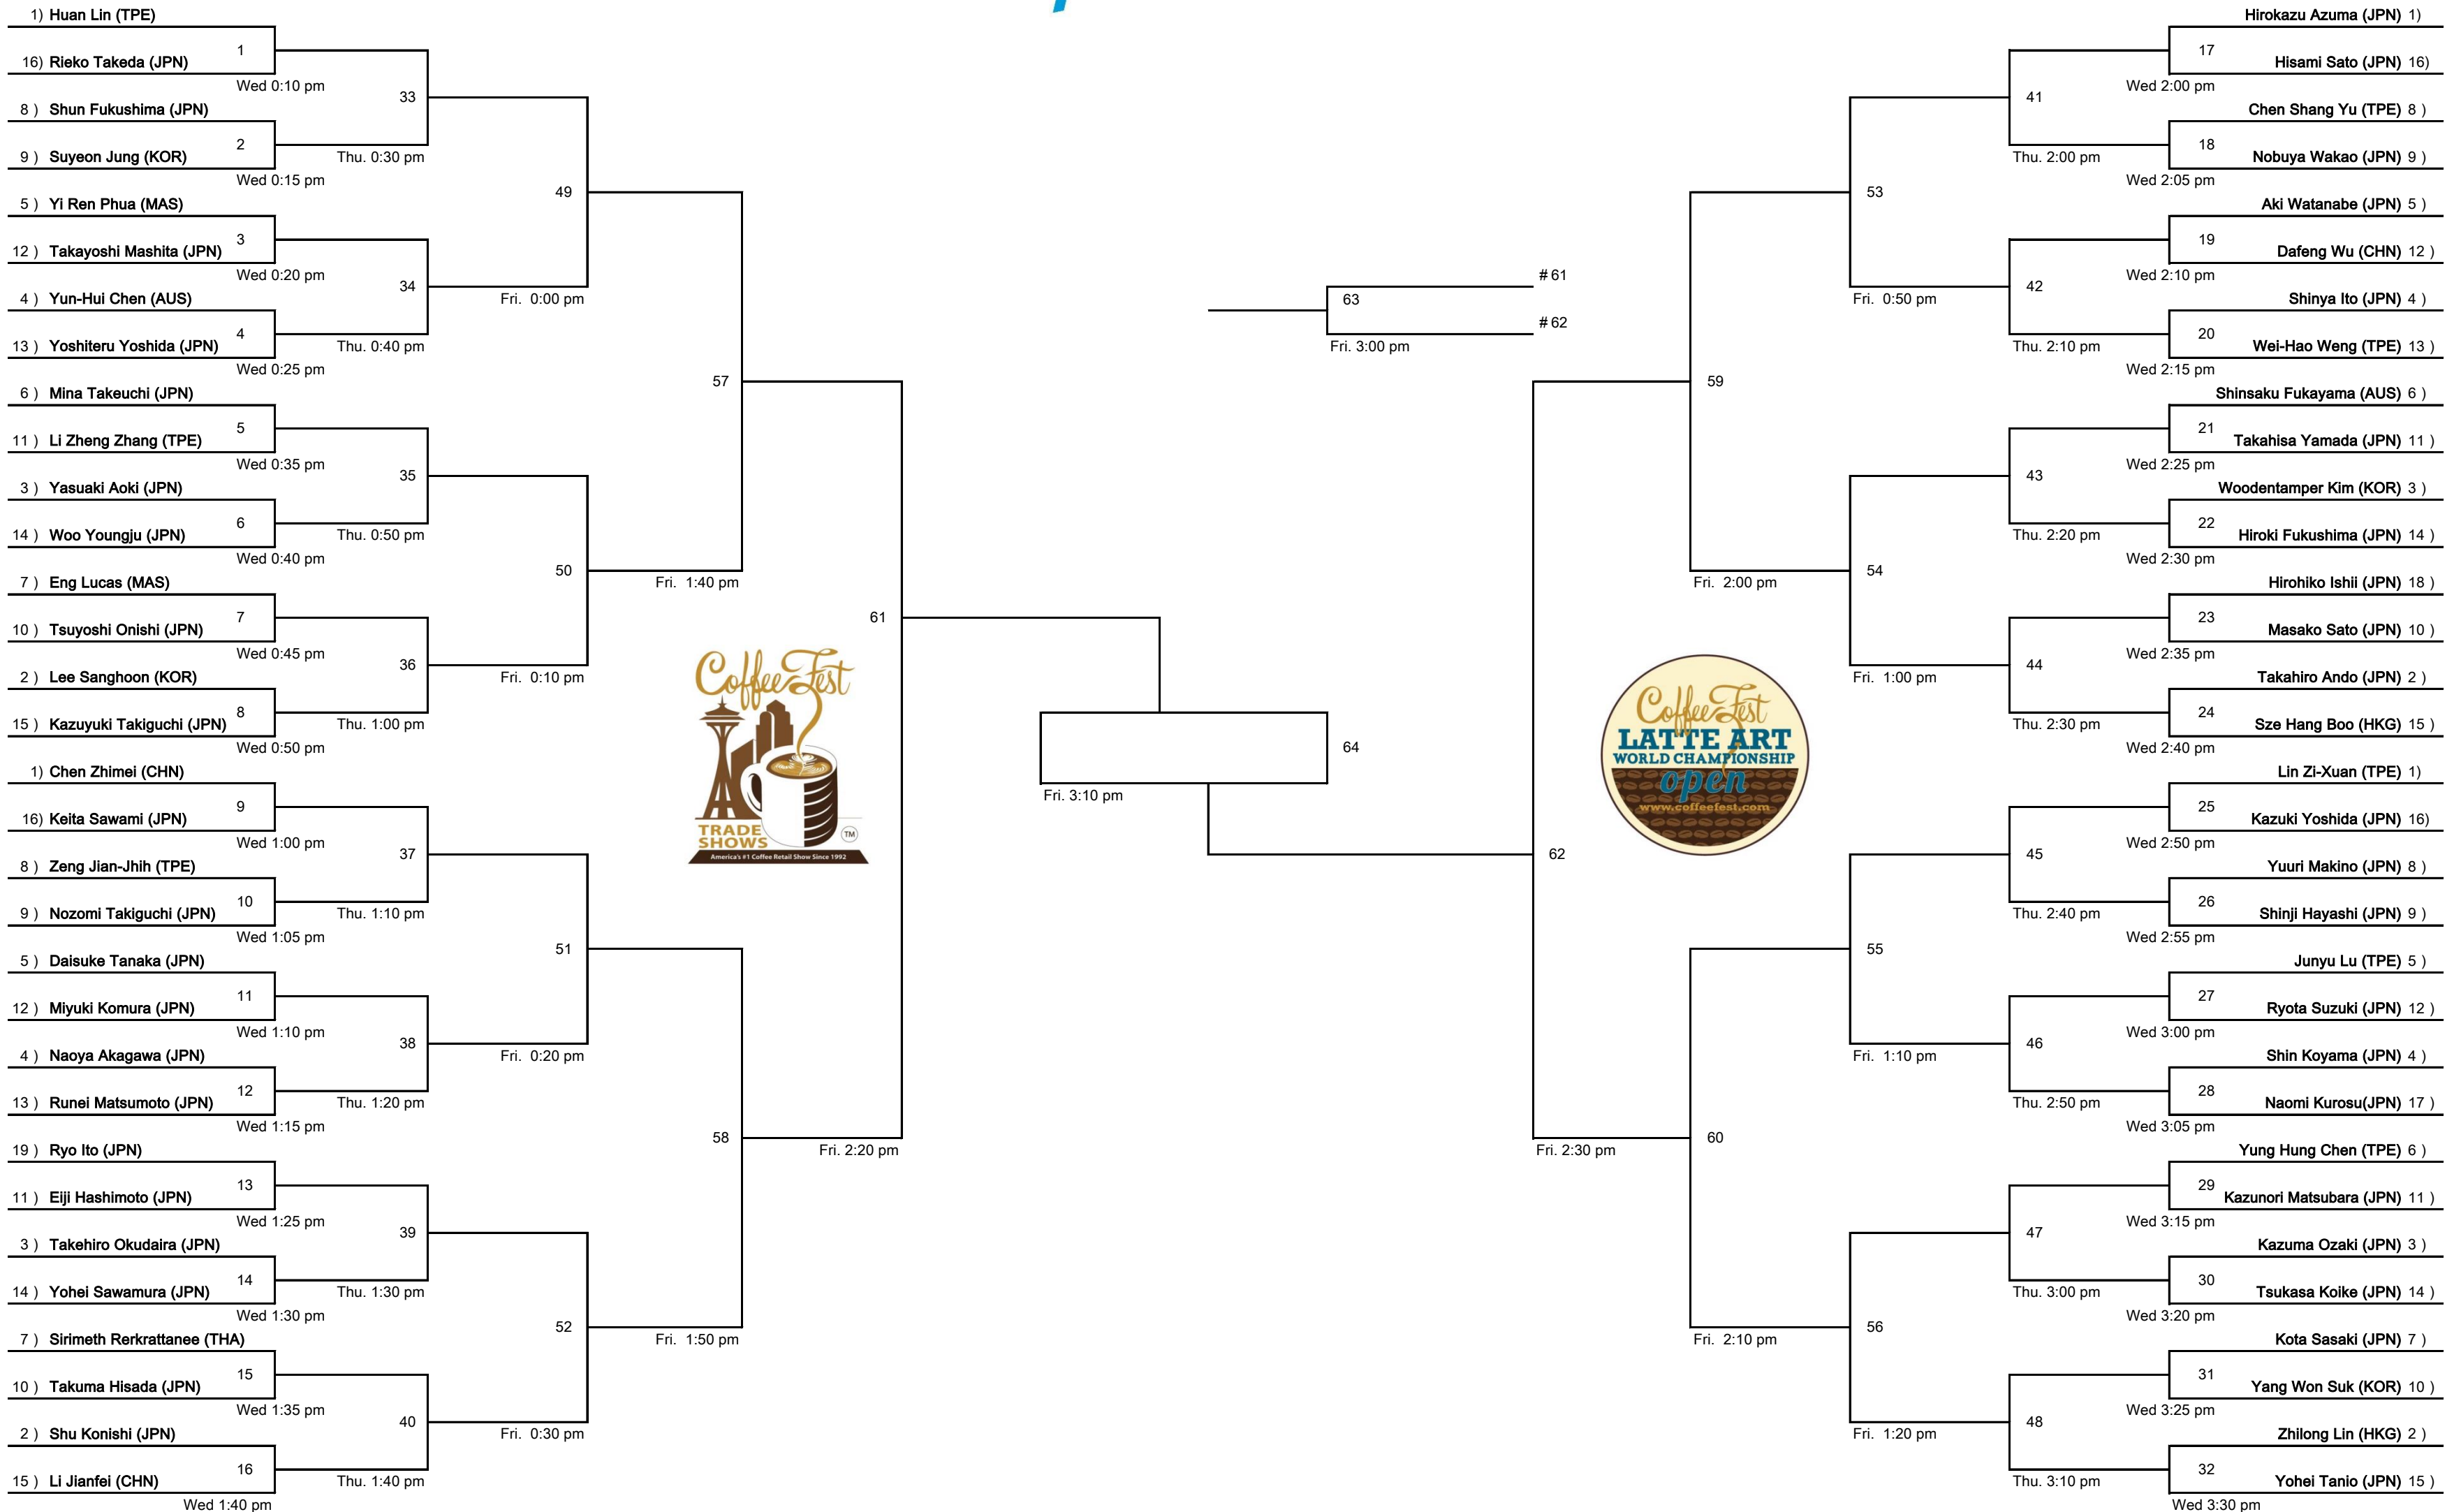 1) Huan Lin (TPE)
1
16) Rieko Takeda (JPN)
Wed 0:10 pm
33
8 ) Shun Fukushima (JPN)
2
9 ) Suyeon Jung (KOR)
Thu. 0:30 pm
Wed 0:15 pm
49
5 ) Yi Ren Phua (MAS)
3
12 ) Takayoshi Mashita (JPN)
Wed 0:20 pm
34
4 ) Yun-Hui Chen (AUS)
Fri. 0:00 pm
4
13 ) Yoshiteru Yoshida (JPN)
Thu. 0:40 pm
Wed 0:25 pm
57
6 ) Mina Takeuchi (JPN)
5
11 ) Li Zheng Zhang (TPE)
Wed 0:35 pm
35
3 ) Yasuaki Aoki (JPN)
6
14 ) Woo Youngju (JPN)
Thu. 0:50 pm
Wed 0:40 pm
50
7 ) Eng Lucas (MAS)
Fri. 1:40 pm
7
10 ) Tsuyoshi Onishi (JPN)
Wed 0:45 pm
36
2 ) Lee Sanghoon (KOR)
Fri. 0:10 pm
8
15 ) Kazuyuki Takiguchi (JPN)
Thu. 1:00 pm
Wed 0:50 pm
61
1) Chen Zhimei (CHN)
9
16) Keita Sawami (JPN)
Wed 1:00 pm
37
8 ) Zeng Jian-Jhih (TPE)
10
9 ) Nozomi Takiguchi (JPN)
Thu. 1:10 pm
Wed 1:05 pm
51
5 ) Daisuke Tanaka (JPN)
11
12 ) Miyuki Komura (JPN)
Wed 1:10 pm
38
4 ) Naoya Akagawa (JPN)
Fri. 0:20 pm
12
13 ) Runei Matsumoto (JPN)
Thu. 1:20 pm
Wed 1:15 pm
58
19 ) Ryo Ito (JPN)
Fri. 2:20 pm
13
11 ) Eiji Hashimoto (JPN)
Wed 1:25 pm
39
3 ) Takehiro Okudaira (JPN)
14
14 ) Yohei Sawamura (JPN)
Thu. 1:30 pm
Wed 1:30 pm
52
7 ) Sirimeth Rerkrattanee (THA)
Fri. 1:50 pm
15
10 ) Takuma Hisada (JPN)
Wed 1:35 pm
40
2 ) Shu Konishi (JPN)
Fri. 0:30 pm
16
15 ) Li Jianfei (CHN)
Thu. 1:40 pm
Wed 1:40 pm
# 61
63
# 62
Fri. 3:00 pm
64
Fri. 3:10 pm
Coffee Fest
TRADE
SHOWS
TM
America's #1 Coffee Retail Show Since 1992
Coffee Fest
LATTE ART
WORLD CHAMPIONSHIP
open
www.coffeefest.com
Hirokazu Azuma (JPN) 1)
17
Hisami Sato (JPN) 16)
Wed 2:00 pm
41
Chen Shang Yu (TPE) 8 )
18
Nobuya Wakao (JPN) 9 )
Thu. 2:00 pm
Wed 2:05 pm
53
Aki Watanabe (JPN) 5 )
19
Dafeng Wu (CHN) 12 )
Wed 2:10 pm
42
Shinya Ito (JPN) 4 )
Fri. 0:50 pm
20
Wei-Hao Weng (TPE) 13 )
Thu. 2:10 pm
Wed 2:15 pm
59
Shinsaku Fukayama (AUS) 6 )
21
Takahisa Yamada (JPN) 11 )
Wed 2:25 pm
43
Woodentamper Kim (KOR) 3 )
22
Hiroki Fukushima (JPN) 14 )
Thu. 2:20 pm
Wed 2:30 pm
54
Hirohiko Ishii (JPN) 18 )
Fri. 2:00 pm
23
Masako Sato (JPN) 10 )
Wed 2:35 pm
44
Takahiro Ando (JPN) 2 )
Fri. 1:00 pm
24
Sze Hang Boo (HKG) 15 )
Thu. 2:30 pm
Wed 2:40 pm
62
Lin Zi-Xuan (TPE) 1)
25
Kazuki Yoshida (JPN) 16)
Wed 2:50 pm
45
Yuuri Makino (JPN) 8 )
26
Shinji Hayashi (JPN) 9 )
Thu. 2:40 pm
Wed 2:55 pm
55
Junyu Lu (TPE) 5 )
27
Ryota Suzuki (JPN) 12 )
Wed 3:00 pm
46
Shin Koyama (JPN) 4 )
Fri. 1:10 pm
28
Naomi Kurosu(JPN) 17 )
Thu. 2:50 pm
Wed 3:05 pm
60
Yung Hung Chen (TPE) 6 )
Fri. 2:30 pm
29
Kazunori Matsubara (JPN) 11 )
Wed 3:15 pm
47
Kazuma Ozaki (JPN) 3 )
30
Tsukasa Koike (JPN) 14 )
Thu. 3:00 pm
Wed 3:20 pm
56
Kota Sasaki (JPN) 7 )
Fri. 2:10 pm
31
Yang Won Suk (KOR) 10 )
Wed 3:25 pm
48
Zhilong Lin (HKG) 2 )
Fri. 1:20 pm
32
Yohei Tanio (JPN) 15 )
Thu. 3:10 pm
Wed 3:30 pm